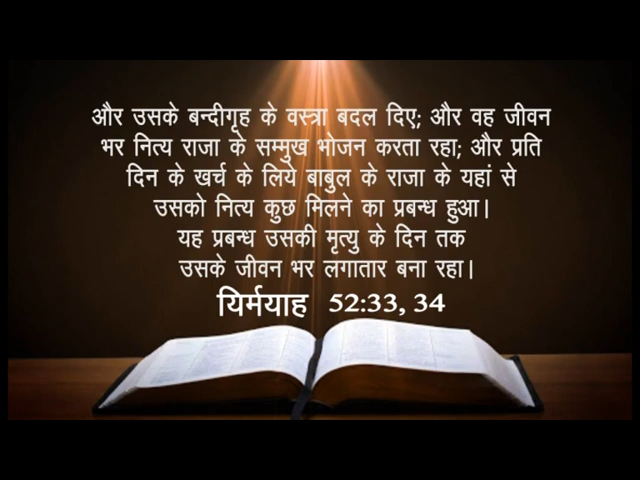 और उसके बन्दीगृह के वस्त्रा बदल दिए; और वह जीवन
भर नित्य राजा के सम्मुख भोजन करता रहा; और प्रति
दिन के खर्च के लिये बाबुल के राजा के यहां से
उसको नित्य कुछ मिलने का प्रबन्ध हुआ।
यह प्रबन्ध उसकी मृत्यु के दिन तक
उसके जीवन भर लगातार बना रहा।
यिर्मयाह 52:33, 34